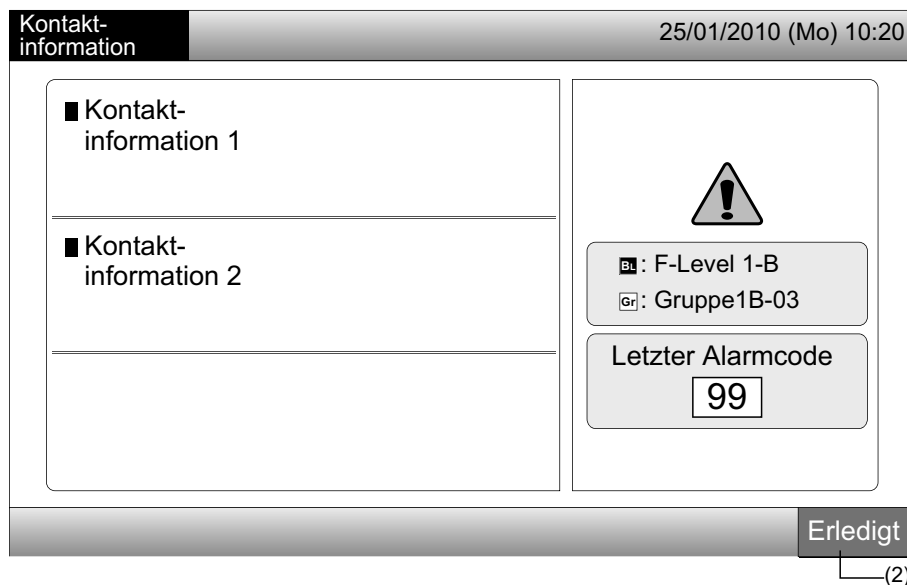 Kontakt-
information
25/01/2010 (Mo) 10:20
Kontakt-
information 1
Kontakt-
information 2
BL: F-Level 1-B
Gr: Gruppe1B-03
Letzter Alarmcode
99
Erledigt
(2)